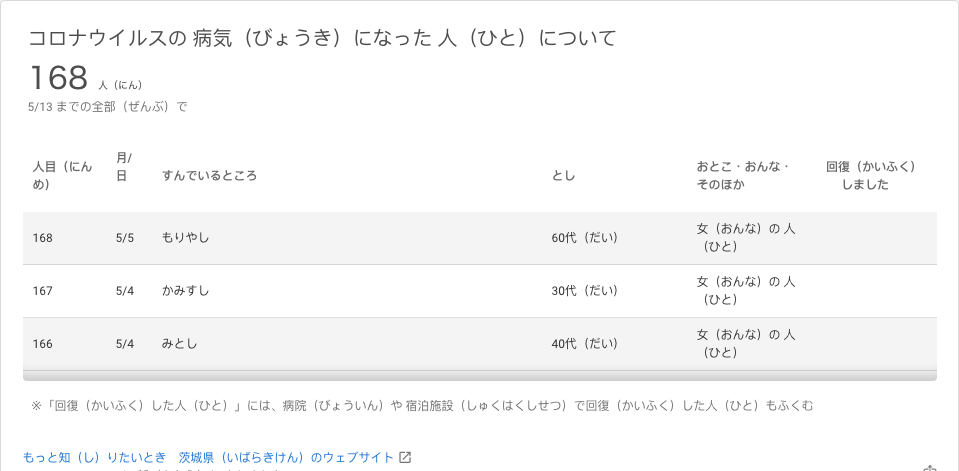 コロナウイルスの 病気（びょうき）になった 人（ひと）について
168 人（にん）
5/13 までの全部（ぜんぶ）で
人目（にんめ） 月/日 すんでいるところ とし おとこ・おんな・そのほか 回復（かいふく）しました
168 5/5 もりやし 60代（だい） 女（おんな）の 人（ひと）
167 5/4 かみすし 30代（だい） 女（おんな）の 人（ひと）
166 5/4 みとし 40代（だい） 女（おんな）の 人（ひと）
※「回復（かいふく）した人（ひと）」には、病院（びょういん）や 宿泊施設（しゅくはくしせつ）で回復（かいふく）した人（ひと）もふくむ
もっと知（し）りたいとき　茨城県（いばらきけん）のウェブサイト